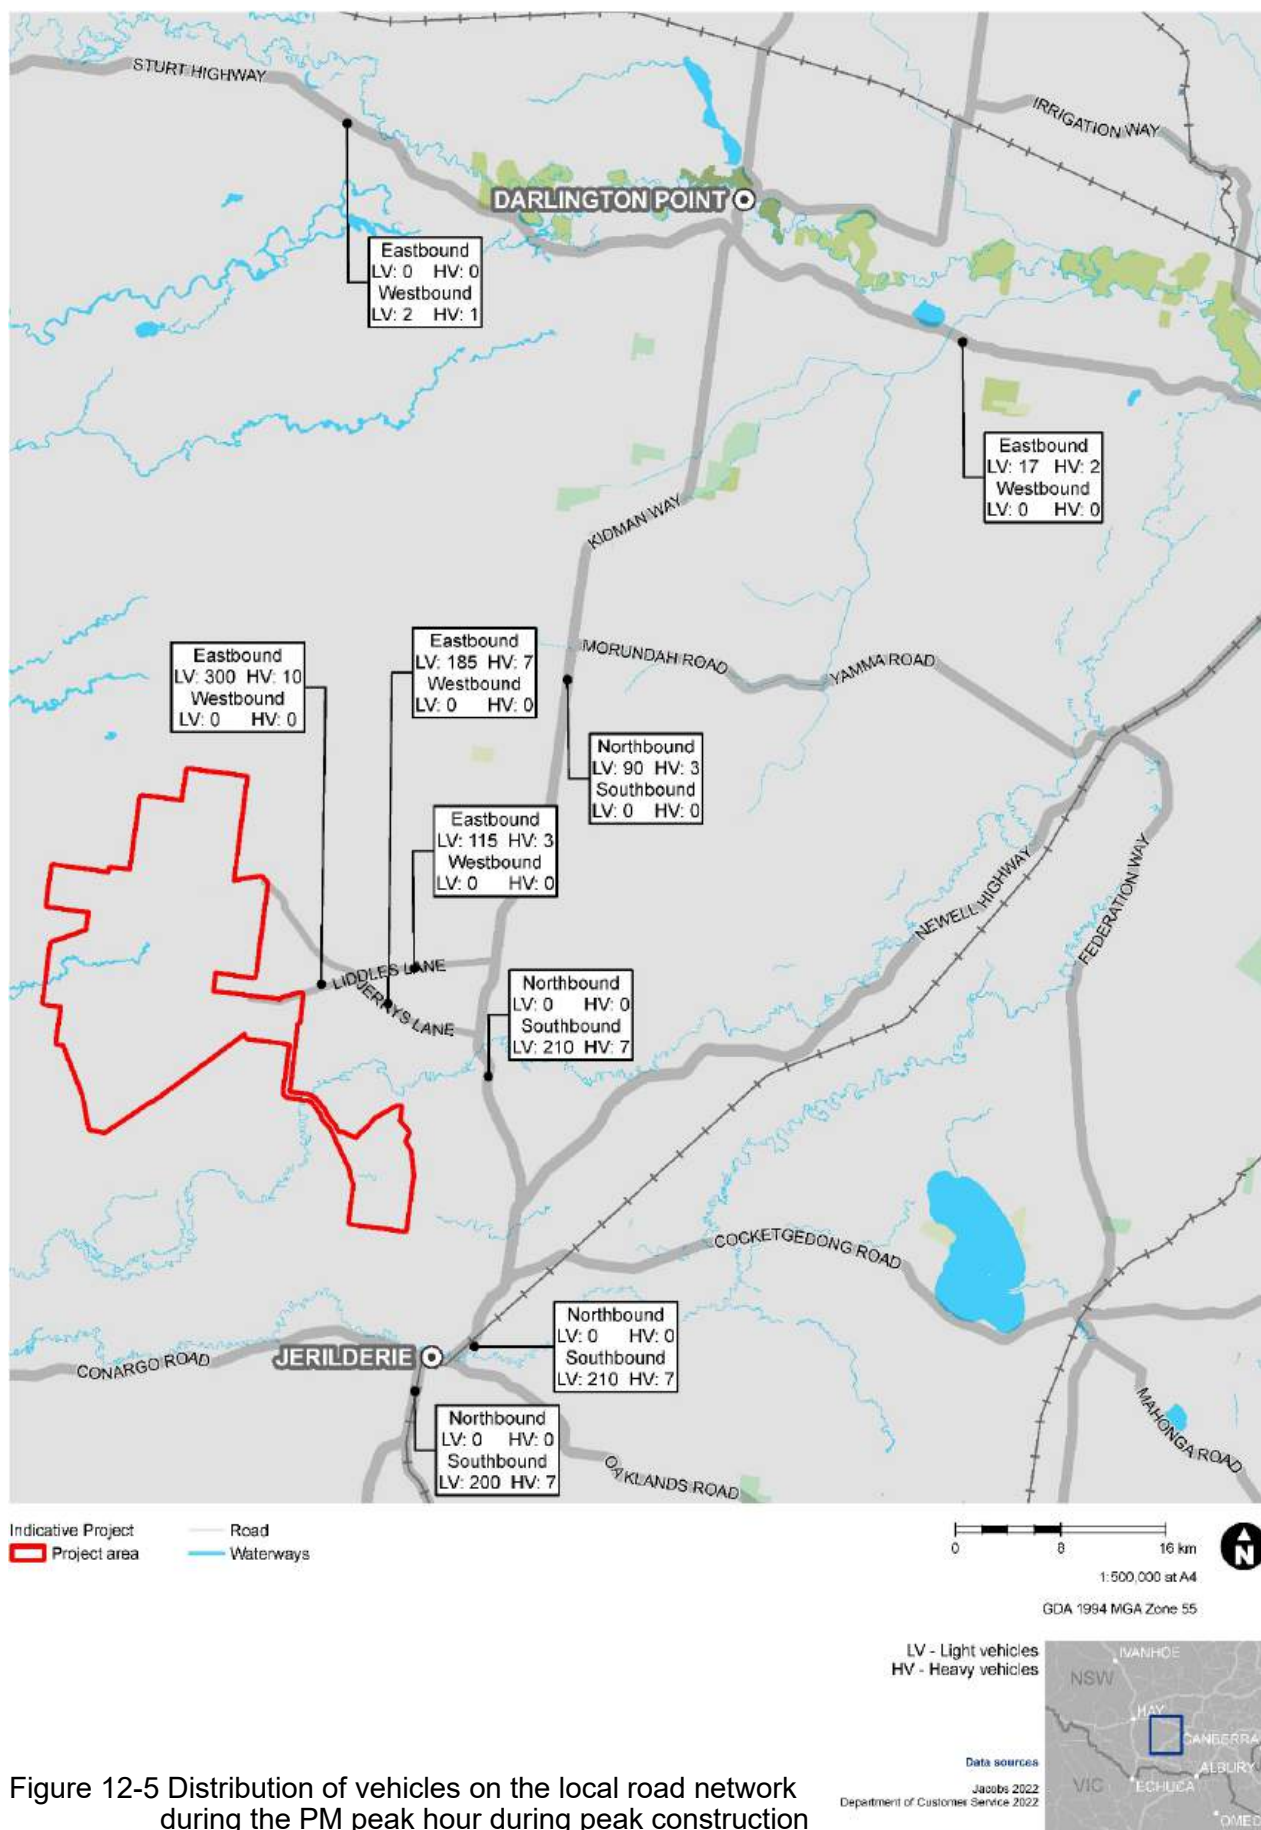 STURT HIGHWAY
IRRIGATION WAY
DARLINGTON POINT
Eastbound
LV: 0 HV: 0
Westbound
LV: 2 HV: 1
Eastbound
LV: 17 HV: 2
Westbound
LV: 0 HV: 0
KIDMAN WAY
Eastbound
LV: 300 HV: 10
Westbound
LV: 0 HV: 0
Eastbound
LV: 185 HV: 7
Westbound
LV: 0 HV: 0
MORUNDAH ROAD
YAMMA ROAD
Northbound
LV: 90 HV: 3
Southbound
LV: 0 HV: 0
Eastbound
LV: 115 HV: 3
Westbound
LV: 0 HV: 0
NEWELL HIGHWAY
FEDERATION WAY
LIDDLES LANE
JERRYS LANE
Northbound
LV: 0 HV: 0
Southbound
LV: 210 HV: 7
COCKETGEDONG ROAD
Northbound
LV: 0 HV: 0
Southbound
LV: 210 HV: 7
JERILDERIE
CONARGO ROAD
Northbound
LV: 0 HV: 0
Southbound
LV: 200 HV: 7
OAKLANDS ROAD
MAHONGA ROAD
Indicative Project
Project area
Road
Waterways
0 8 16 km
N
1:500,000 at A4
GDA 1994 MGA Zone 55
LV - Light vehicles
HV - Heavy vehicles
IVANHOE
NSW
HAY
CANBERRA
ALBURY
VIC
ECHUCA
OMEO
Data sources
Jacobs 2022
Department of Customer Service 2022
Figure 12-5 Distribution of vehicles on the local road network
during the PM peak hour during peak construction